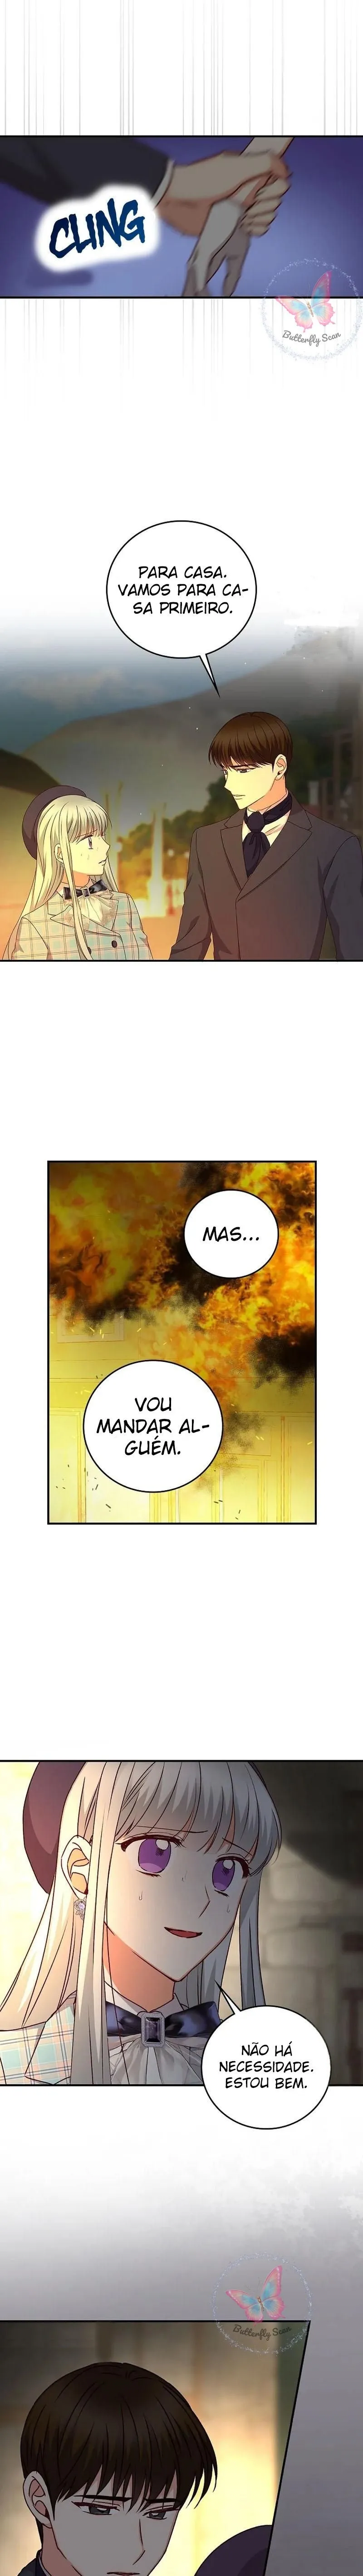 CLING
Butterfly Scan
PARA CASA.
VAMOS PARA CA-
SA PRIMEIRO.
MAS...
VOU
MANDAR AL-
GUÉM.
NÃO HÁ
NECESSIDADE.
ESTOU BEM.
Butterfly Scan